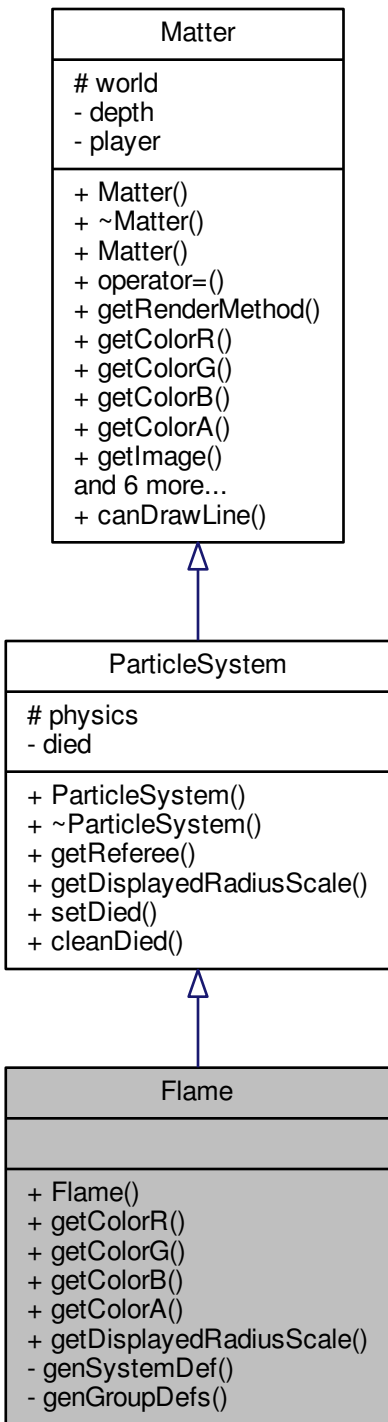 Matter
# world
- depth
- player
+ Matter()
+ ~Matter()
+ Matter()
+ operator=()
+ getRenderMethod()
+ getColorR()
+ getColorG()
+ getColorB()
+ getColorA()
+ getImage()
and 6 more...
+ canDrawLine()
ParticleSystem
# physics
- died
+ ParticleSystem()
+ ~ParticleSystem()
+ getReferee()
+ getDisplayedRadiusScale()
+ setDied()
+ cleanDied()
Flame
+ Flame()
+ getColorR()
+ getColorG()
+ getColorB()
+ getColorA()
+ getDisplayedRadiusScale()
- genSystemDef()
- genGroupDefs()